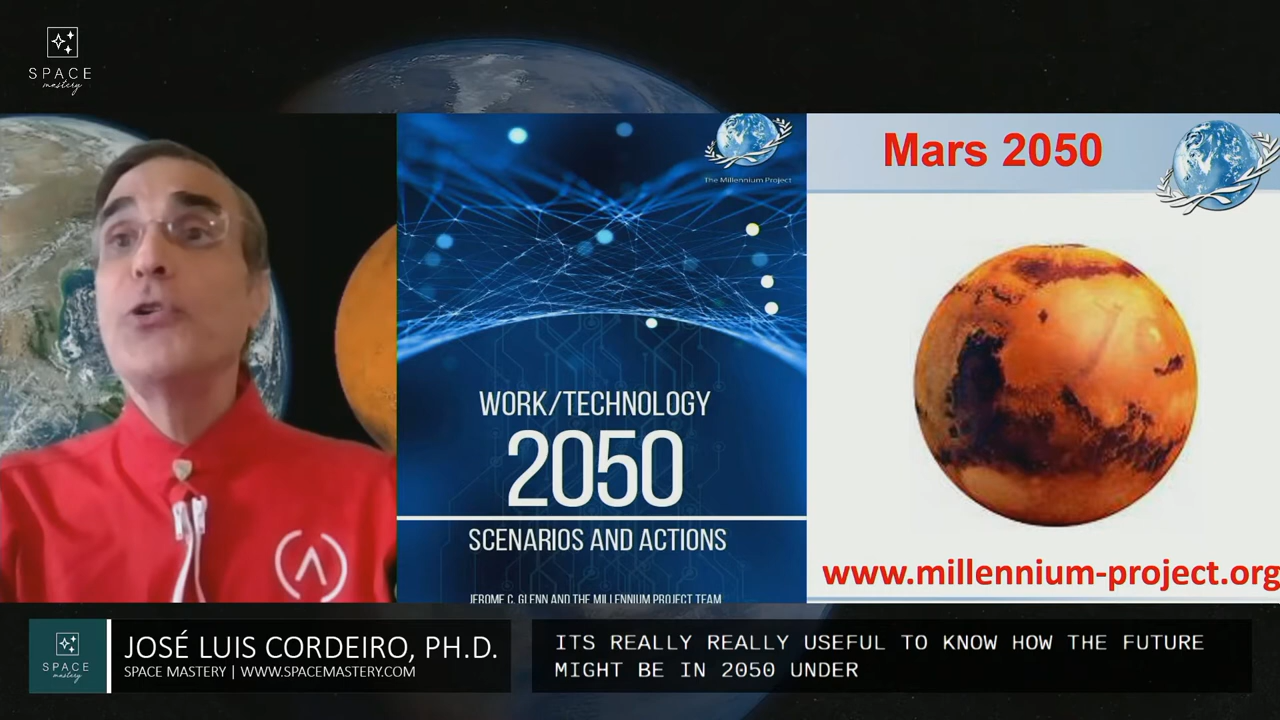 SPACE
mastery
The Millennium Project
WORK/TECHNOLOGY
2050
SCENARIOS AND ACTIONS
JEROME C. GLENN AND THE MILLENNIUM PROJECT TEAM
Mars 2050
www.millennium-project.org
SPACE
mastery
JOSÉ LUIS CORDEIRO, PH.D.
SPACE MASTERY | WWW.SPACEMASTERY.COM
ITS REALLY REALLY USEFUL TO KNOW HOW THE FUTURE
MIGHT BE IN 2050 UNDER